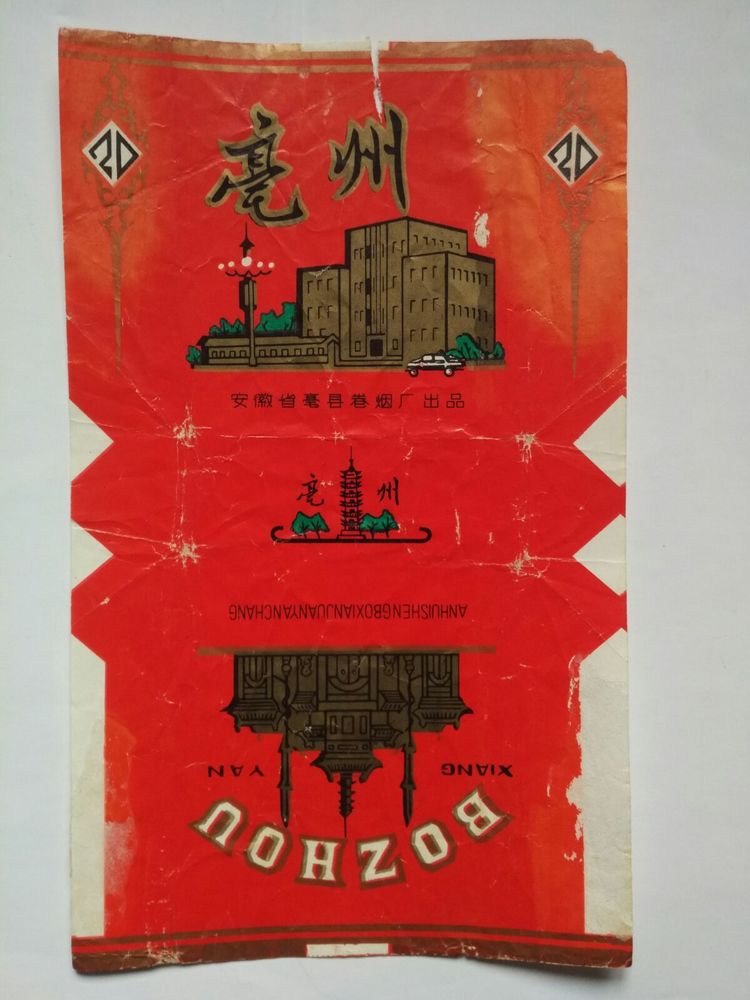 20
20
亳州
安徽省亳县卷烟厂出品
亳州
BOZHOU
XIANG YAN
ANHUISHENGBOXIANJUANYANCHANG